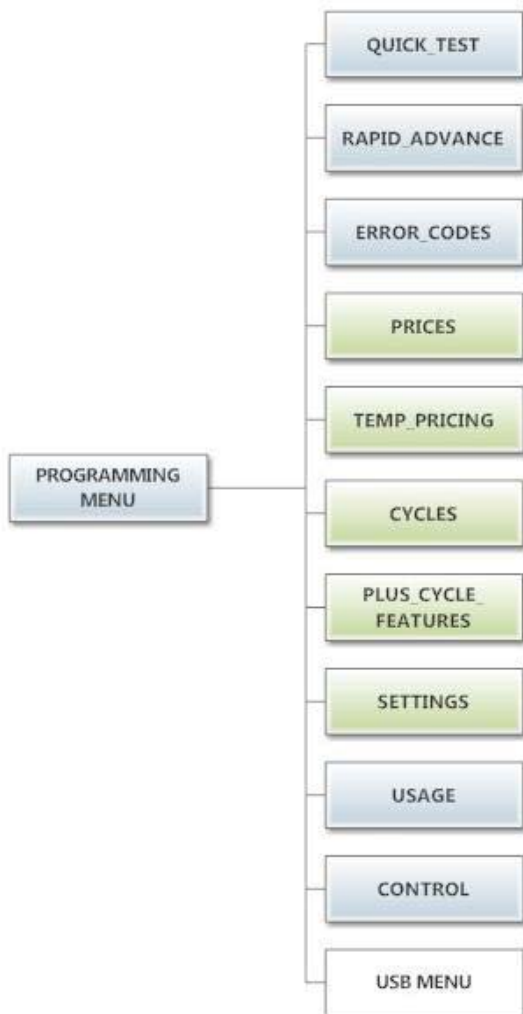 QUICK_TEST
RAPID_ADVANCE
ERROR_CODES
PRICES
TEMP_PRICING
PROGRAMMING
MENU
CYCLES
PLUS_CYCLE_
FEATURES
SETTINGS
USAGE
CONTROL
USB MENU